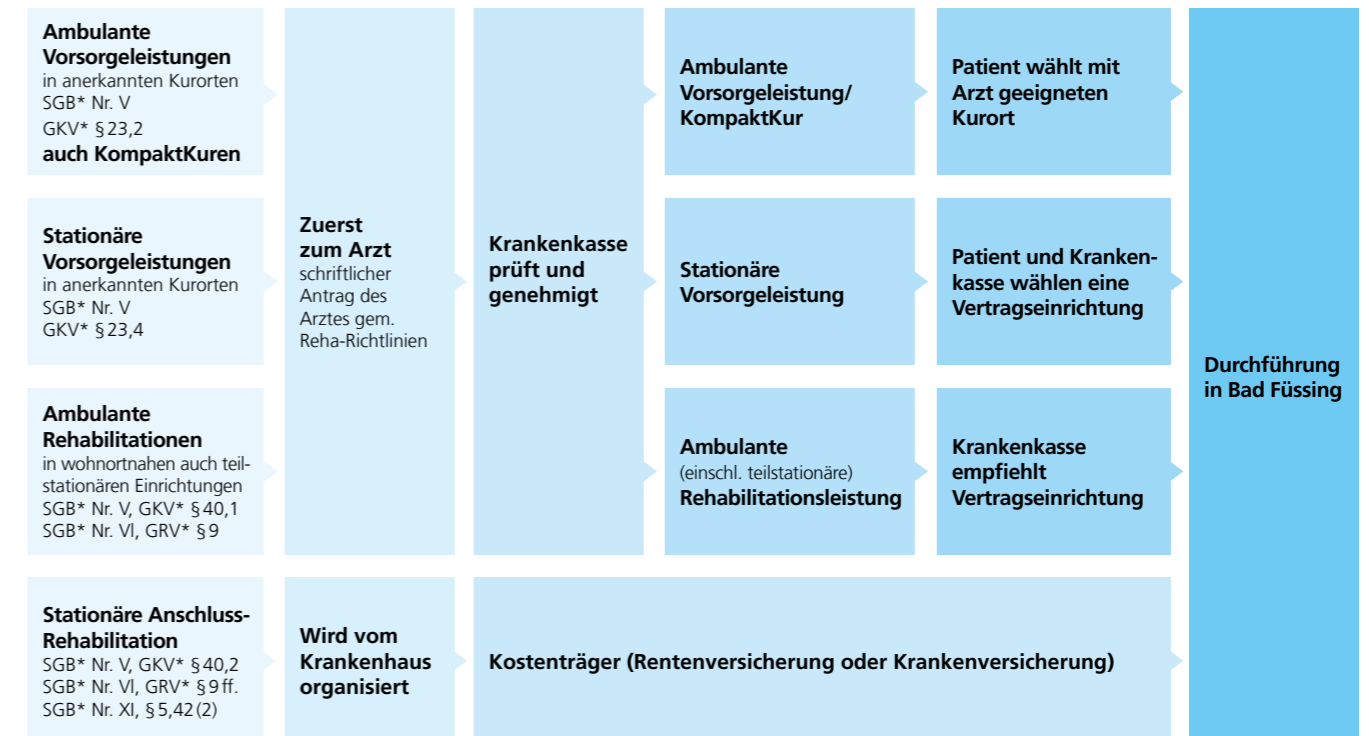 Ambulante
Vorsorgeleistungen
in anerkannten Kurorten
SGB* Nr. V
GKV* §23,2
auch KompaktKuren
Stationäre
Vorsorgeleistungen
in anerkannten Kurorten
SGB* Nr. V
GKV* §23,4
Ambulante
Rehabilitationen
in wohnortnahen auch teil-
stationären Einrichtungen
SGB* Nr. V, GKV* §40,1
SGB* Nr. Vl, GRV* §9
Zuerst
zum Arzt
schriftlicher
Antrag des
Arztes gem.
Reha-Richtlinien
Krankenkasse
prüft und
genehmigt
Ambulante
Vorsorgeleistung/
KompaktKur
Patient wählt mit
Arzt geeigneten
Kurort
Stationäre
Vorsorgeleistung
Patient und Kranken-
kasse wählen eine
Vertragseinrichtung
Ambulante
(einschl. teilstationäre)
Rehabilitationsleistung
Krankenkasse
empfiehlt
Vertragseinrichtung
Stationäre Anschluss-
Rehabilitation
SGB* Nr. V, GKV* §40,2
SGB* Nr. Vl, GRV* §9ff.
SGB* Nr. XI, §5,42(2)
Wird vom
Krankenhaus
organisiert
Kostenträger (Rentenversicherung oder Krankenversicherung)
Durchführung
in Bad Füssing